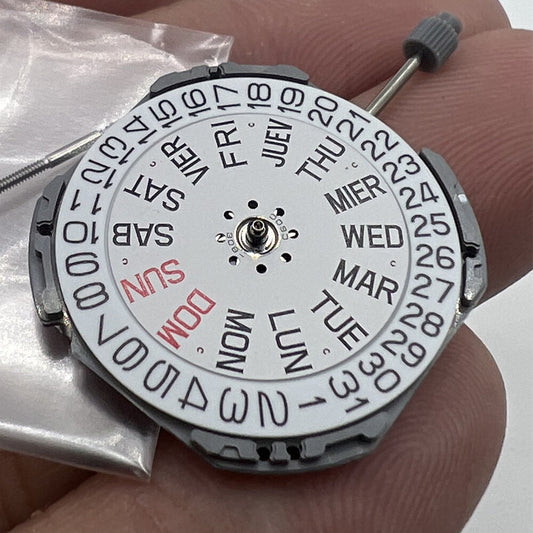 1
2
3
4
5
6
7
8
9
10
11
12
13
14
15
16
17
18
19
20
21
22
23
24
25
26
27
28
29
30
31
MON
LUN
TUE
MAR
WED
MIER
THU
JUEV
FRI
VIER
SAT
SAB
SUN
DOM
C
C
C
C
C